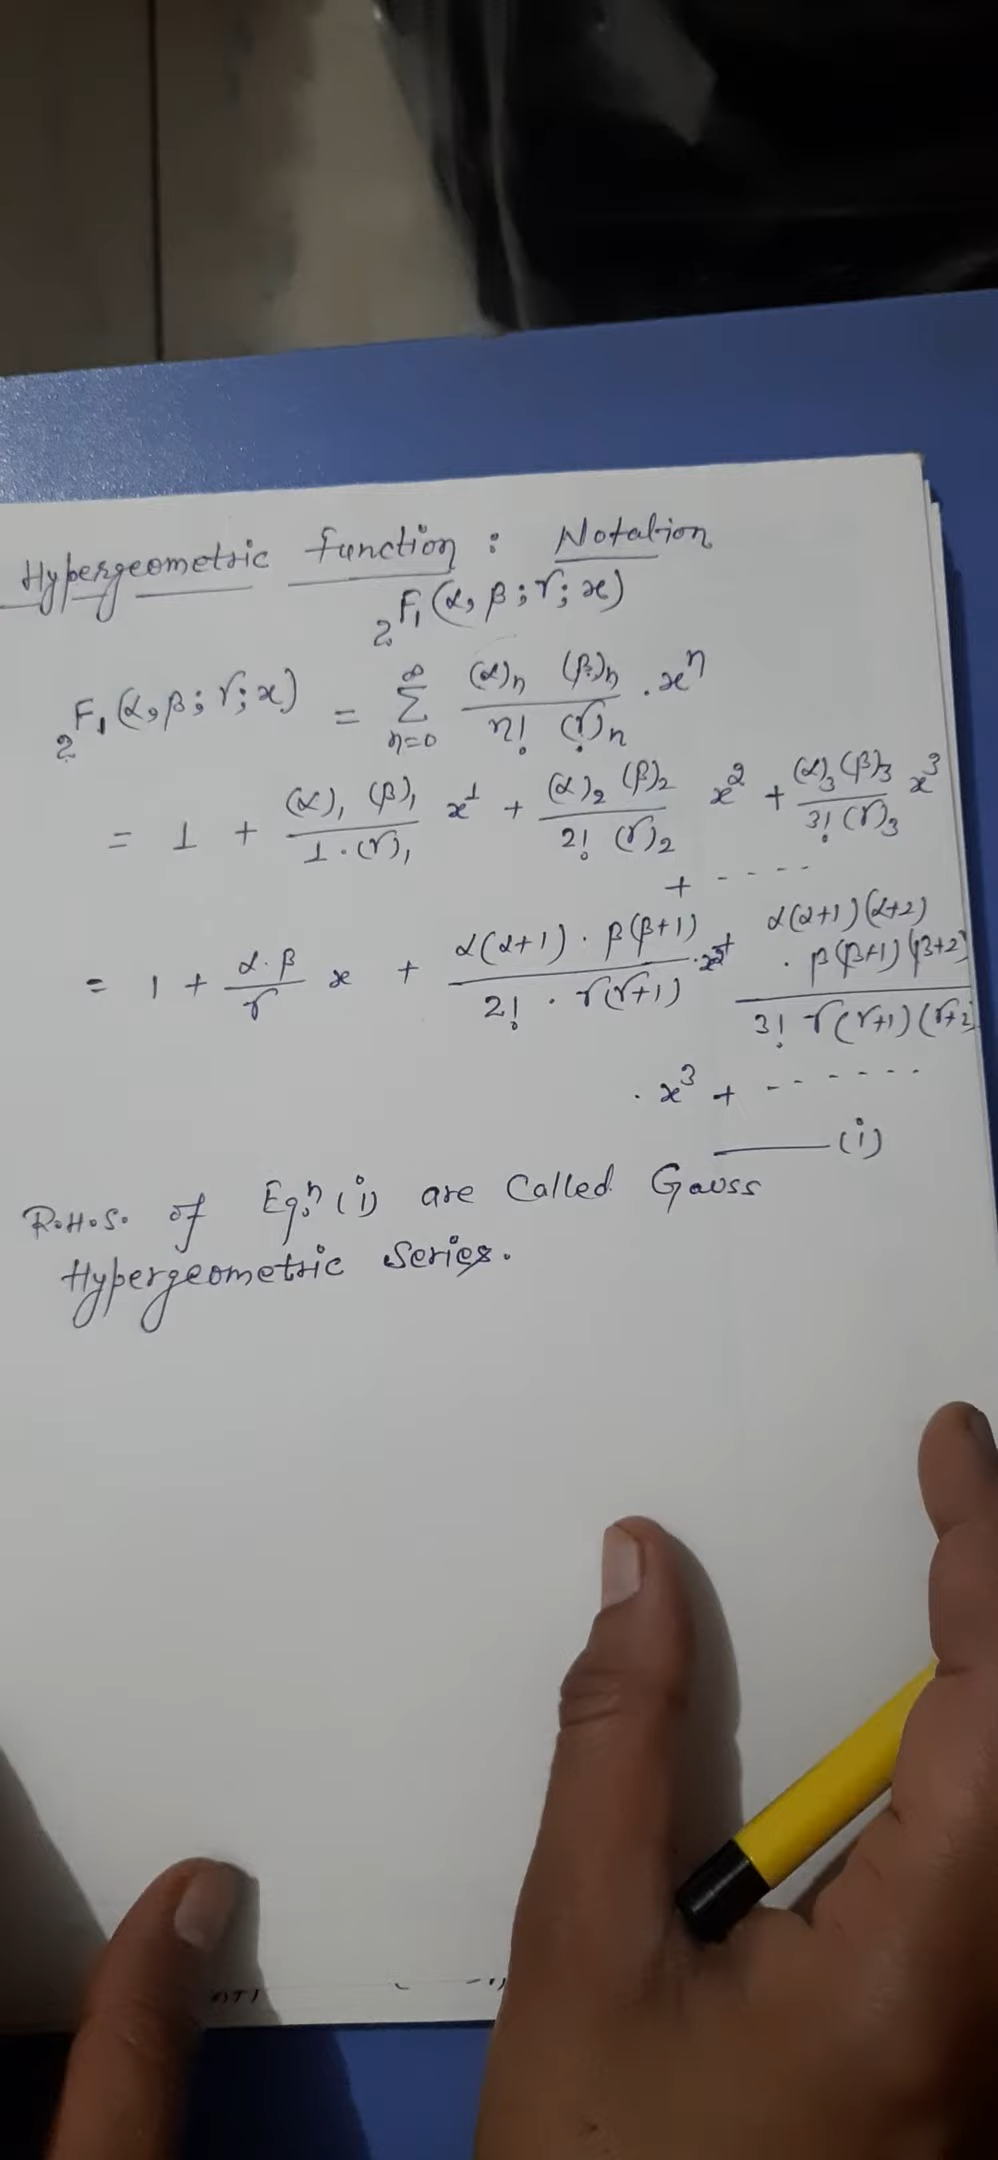 Hypergeometric Function : Notation
₂F₁(α, β; γ; x)
₂F₁(α, β; γ; x) = ∞ Σ n=0 (α)n (β)n / n! (γ)n . xⁿ
= 1 + (α)₁ (β)₁ / 1·(γ)₁ x¹ + (α)₂ (β)₂ / 2! (γ)₂ x² + (α)₃ (β)₃ / 3! (γ)₃ x³
+ - - - -
= 1 + α·β / γ x + α(α+1) · β(β+1) / 2! · γ(γ+1) · x² + α(α+1)(α+2) · β(β+1)(β+2) / 3! γ(γ+1)(γ+2
· x³ + - - - - - - -
——— (i)
R.H.S. of Eqⁿ (i) are Called Gauss
Hypergeometric Series.